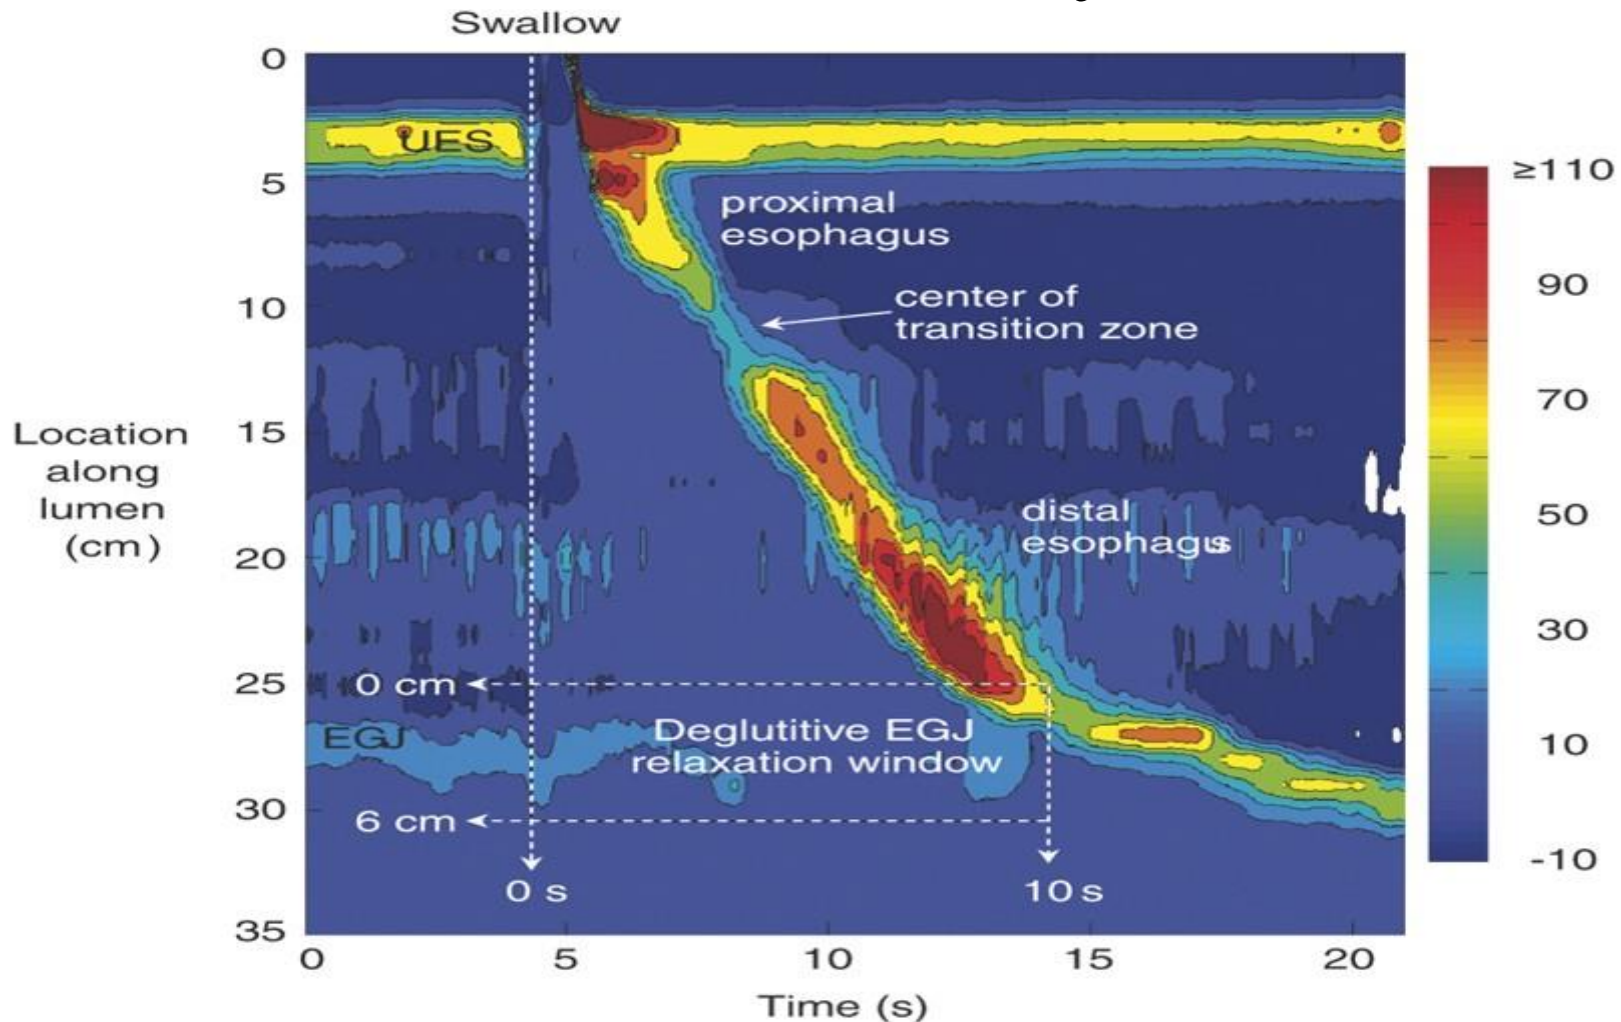 Swallow
0
UES
5
≥110
proximal
esophagus
90
10
center of
transition zone
70
Location
along
lumen
(cm)
15
50
distal
esophagus
20
30
25
0 cm
EGJ
Deglutitive EGJ
relaxation window
10
30
6 cm
-10
0 s
10 s
35
0
5
10
15
20
Time (s)